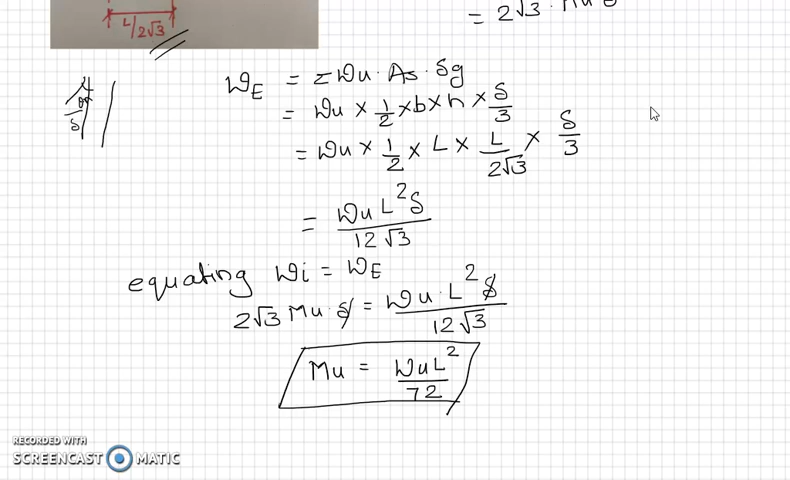 L/2√3
= 2√3 · Mu δ
WE = Σ Wu · As · δg
= Wu × 1/2 × b × h × δ/3
= Wu × 1/2 × L × L/2√3 × δ/3
= Wu L² δ / 12√3
equating Wi = WE
2√3 Mu · δ = Wu · L² δ / 12√3
Mu = Wu L² / 72
RECORDED WITH
SCREENCAST MATIC